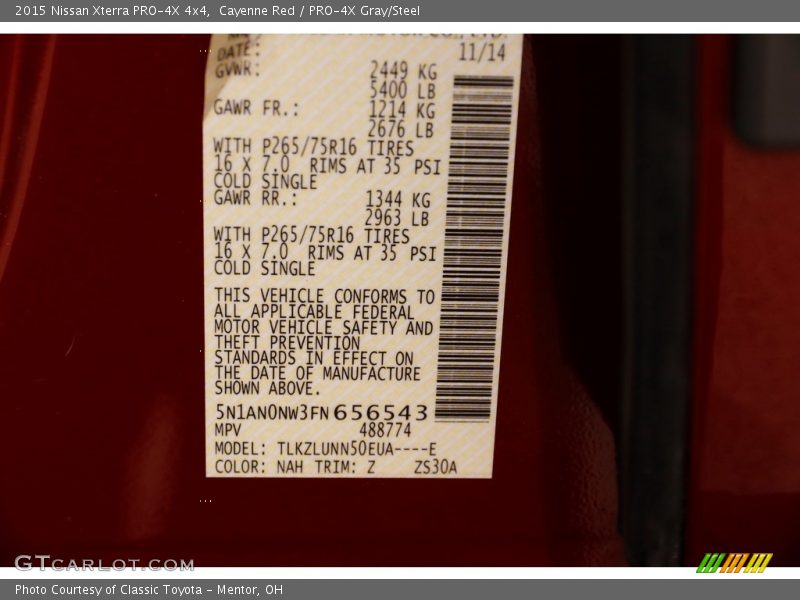 2015 Nissan Xterra PRO-4X 4x4, Cayenne Red / PRO-4X Gray/Steel
DATE: 11/14
GVWR: 2449 KG
5400 LB
GAWR FR.: 1214 KG
2676 LB
WITH P265/75R16 TIRES
16 X 7.0 RIMS AT 35 PSI
COLD SINGLE
GAWR RR.: 1344 KG
2963 LB
WITH P265/75R16 TIRES
16 X 7.0 RIMS AT 35 PSI
COLD SINGLE
THIS VEHICLE CONFORMS TO
ALL APPLICABLE FEDERAL
MOTOR VEHICLE SAFETY AND
THEFT PREVENTION
STANDARDS IN EFFECT ON
THE DATE OF MANUFACTURE
SHOWN ABOVE.
5N1AN0NW3FN656543
MPV 488774
MODEL: TLKZLUNN50EUA----E
COLOR: NAH TRIM: Z ZS30A
GTCARLOT.COM
Photo Courtesy of Classic Toyota - Mentor, OH